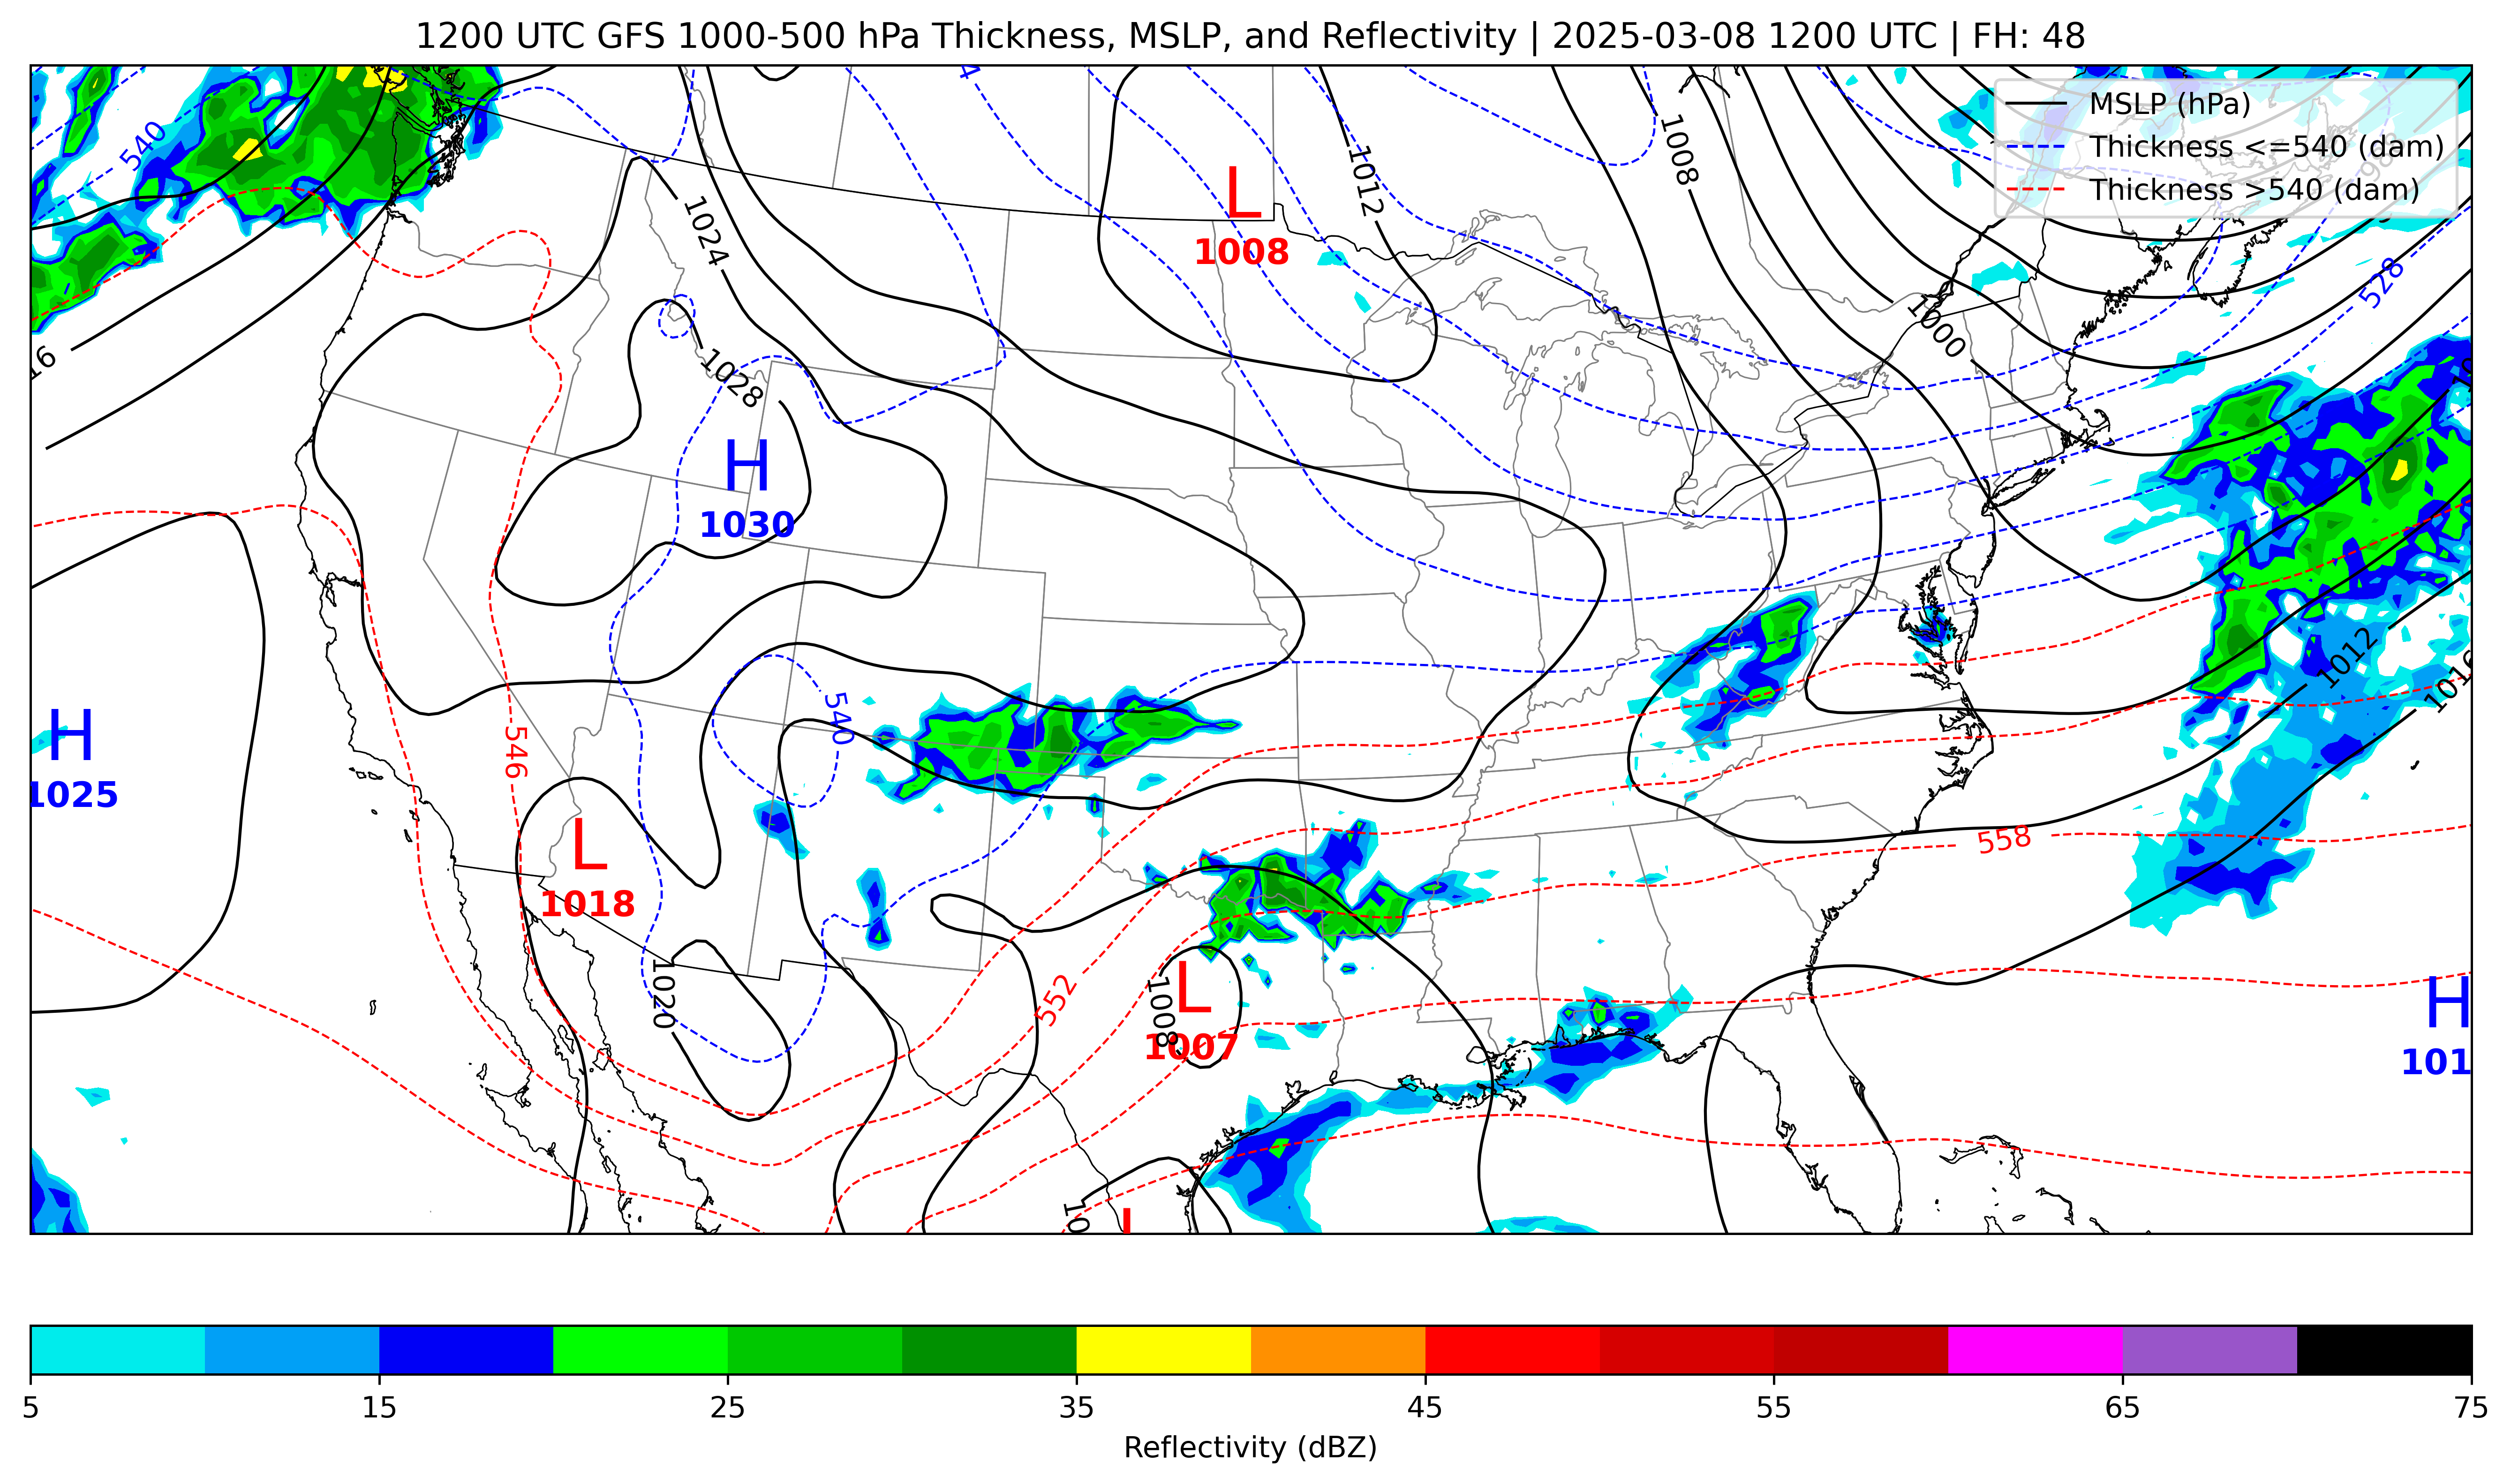 1200 UTC GFS 1000-500 hPa Thickness, MSLP, and Reflectivity | 2025-03-08 1200 UTC | FH: 48
MSLP (hPa)
Thickness <=540 (dam)
Thickness >540 (dam)
4
540
1008
1012
L
1008
1024
528
1000
16
1028
H
1030
1012
1016
540
546
H
1025
L
1018
558
1020
552
L
1008
1007
H
101
10
L
5 15 25 35 45 55 65 75
Reflectivity (dBZ)